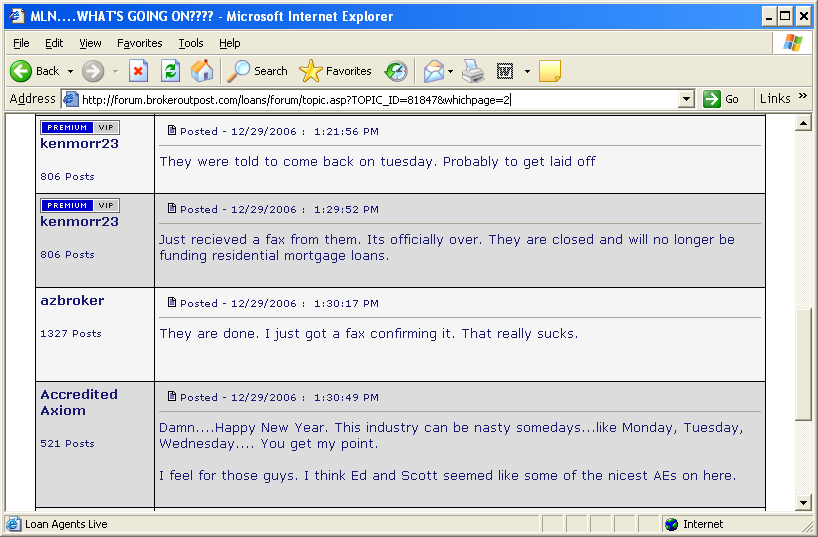 MLN....WHAT'S GOING ON???? - Microsoft Internet Explorer
File Edit View Favorites Tools Help
Back Search Favorites
Address http://forum.brokeroutpost.com/loans/forum/topic.asp?TOPIC_ID=81847&whichpage=2 Go Links »
PREMIUM VIP
kenmorr23
806 Posts
Posted - 12/29/2006 : 1:21:56 PM
They were told to come back on tuesday. Probably to get laid off
PREMIUM VIP
kenmorr23
806 Posts
Posted - 12/29/2006 : 1:29:52 PM
Just recieved a fax from them. Its officially over. They are closed and will no longer be
funding residential mortgage loans.
azbroker
1327 Posts
Posted - 12/29/2006 : 1:30:17 PM
They are done. I just got a fax confirming it. That really sucks.
Accredited
Axiom
521 Posts
Posted - 12/29/2006 : 1:30:49 PM
Damn....Happy New Year. This industry can be nasty somedays...like Monday, Tuesday,
Wednesday.... You get my point.
I feel for those guys. I think Ed and Scott seemed like some of the nicest AEs on here.
Loan Agents Live Internet